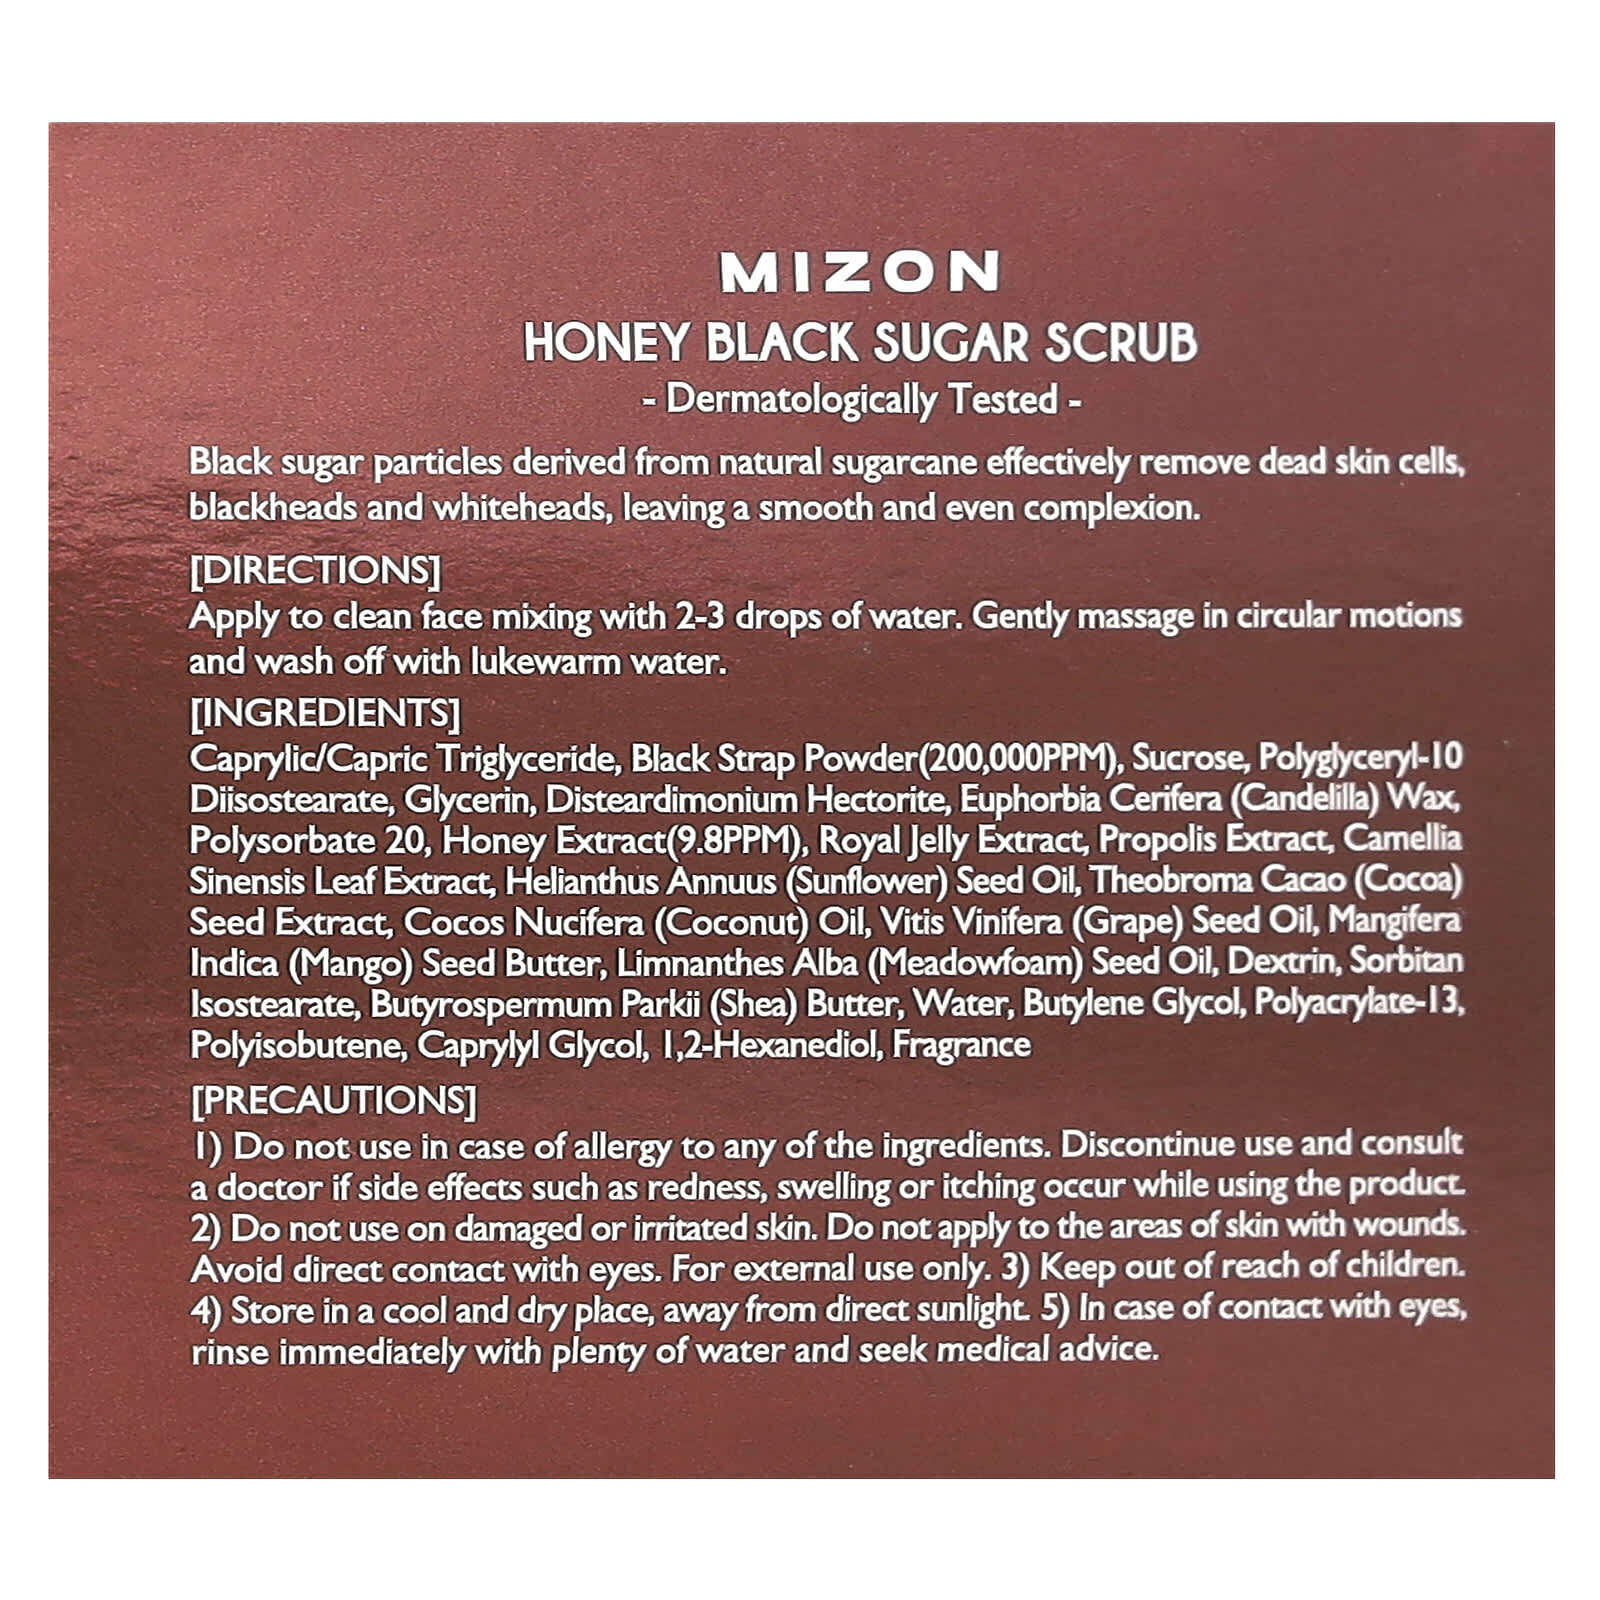 MIZON
HONEY BLACK SUGAR SCRUB
- Dermatologically Tested -
Black sugar particles derived from natural sugarcane effectively remove dead skin cells,
blackheads and whiteheads, leaving a smooth and even complexion.
[DIRECTIONS]
Apply to clean face mixing with 2-3 drops of water. Gently massage in circular motions
and wash off with lukewarm water.
[INGREDIENTS]
Caprylic/Capric Triglyceride, Black Strap Powder(200,000PPM), Sucrose, Polyglyceryl-10
Diisostearate, Glycerin, Disteardimonium Hectorite, Euphorbia Cerifera (Candelilla) Wax,
Polysorbate 20, Honey Extract(9.8PPM), Royal Jelly Extract, Propolis Extract, Camellia
Sinensis Leaf Extract, Helianthus Annuus (Sunflower) Seed Oil, Theobroma Cacao (Cocoa)
Seed Extract, Cocos Nucifera (Coconut) Oil, Vitis Vinifera (Grape) Seed Oil, Mangifera
Indica (Mango) Seed Butter, Limnanthes Alba (Meadowfoam) Seed Oil, Dextrin, Sorbitan
Isostearate, Butyrospermum Parkii (Shea) Butter, Water, Butylene Glycol, Polyacrylate-13,
Polyisobutene, Caprylyl Glycol, 1,2-Hexanediol, Fragrance
[PRECAUTIONS]
1) Do not use in case of allergy to any of the ingredients. Discontinue use and consult
a doctor if side effects such as redness, swelling or itching occur while using the product.
2) Do not use on damaged or irritated skin. Do not apply to the areas of skin with wounds.
Avoid direct contact with eyes. For external use only. 3) Keep out of reach of children.
4) Store in a cool and dry place, away from direct sunlight. 5) In case of contact with eyes,
rinse immediately with plenty of water and seek medical advice.